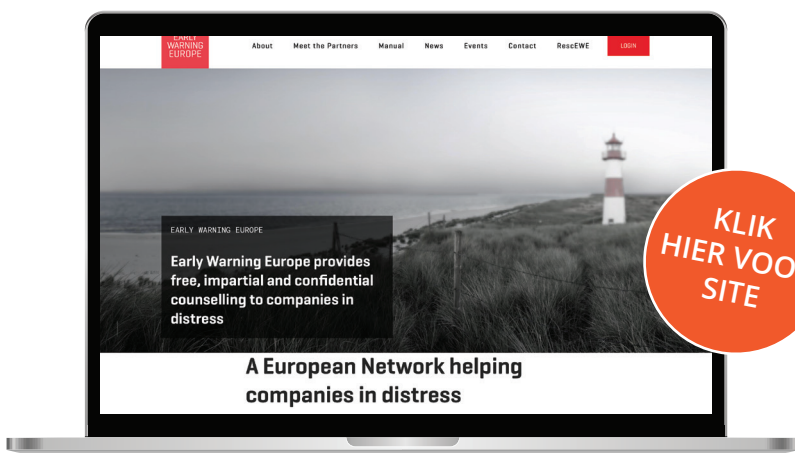 EARLY
WARNING
EUROPE
About Meet the Partners Manual News Events Contact RescEWE LOGIN
EARLY WARNING EUROPE
Early Warning Europe provides
free, impartial and confidential
counselling to companies in
distress
KLIK
HIER VOO
SITE
A European Network helping
companies in distress